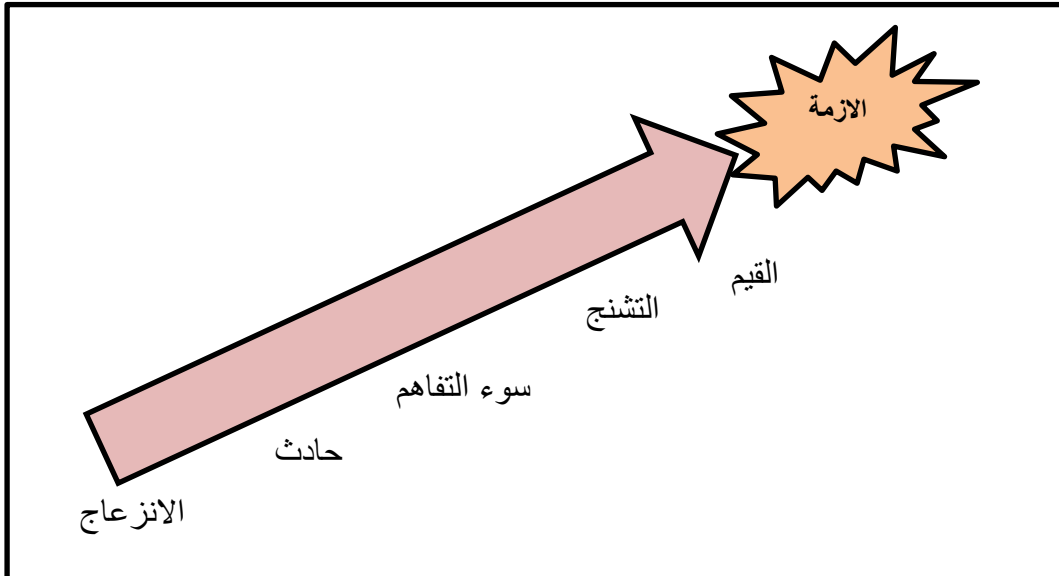 الازمة
القيم
التشنج
سوء التفاهم
حادث
الانزعاج